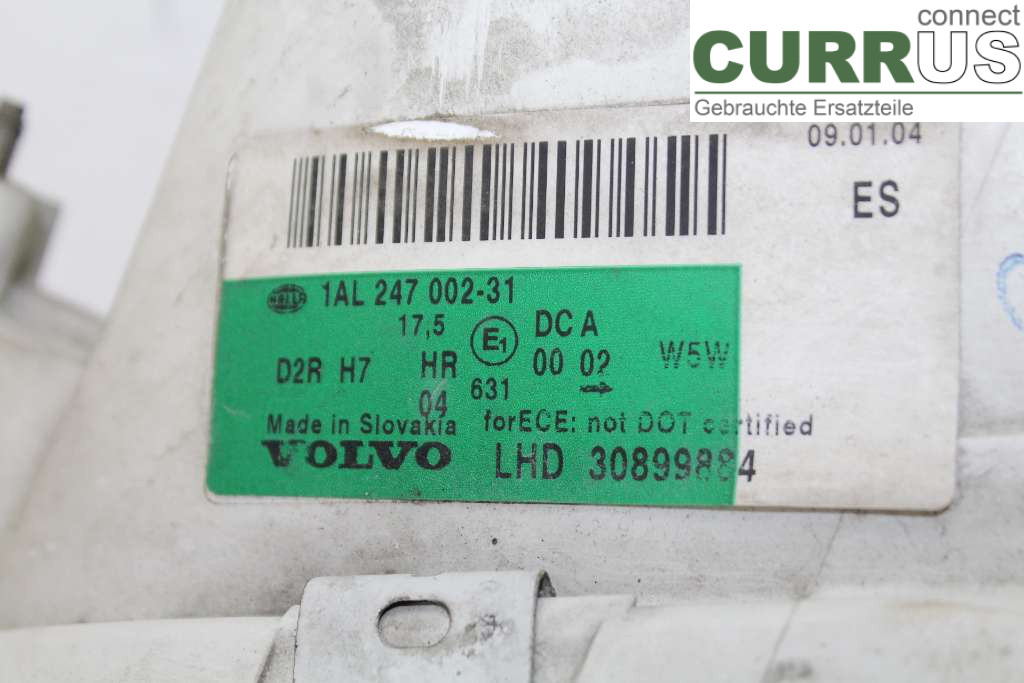 connect
CURRUS
Gebrauchte Ersatzteile
09.01.04
ES
HELLA 1AL 247 002-31
17,5 E1 DC A
D2R H7 HR 00 02 W5W
04 631
Made in Slovakia forECE: not DOT certified
VOLVO LHD 30899884